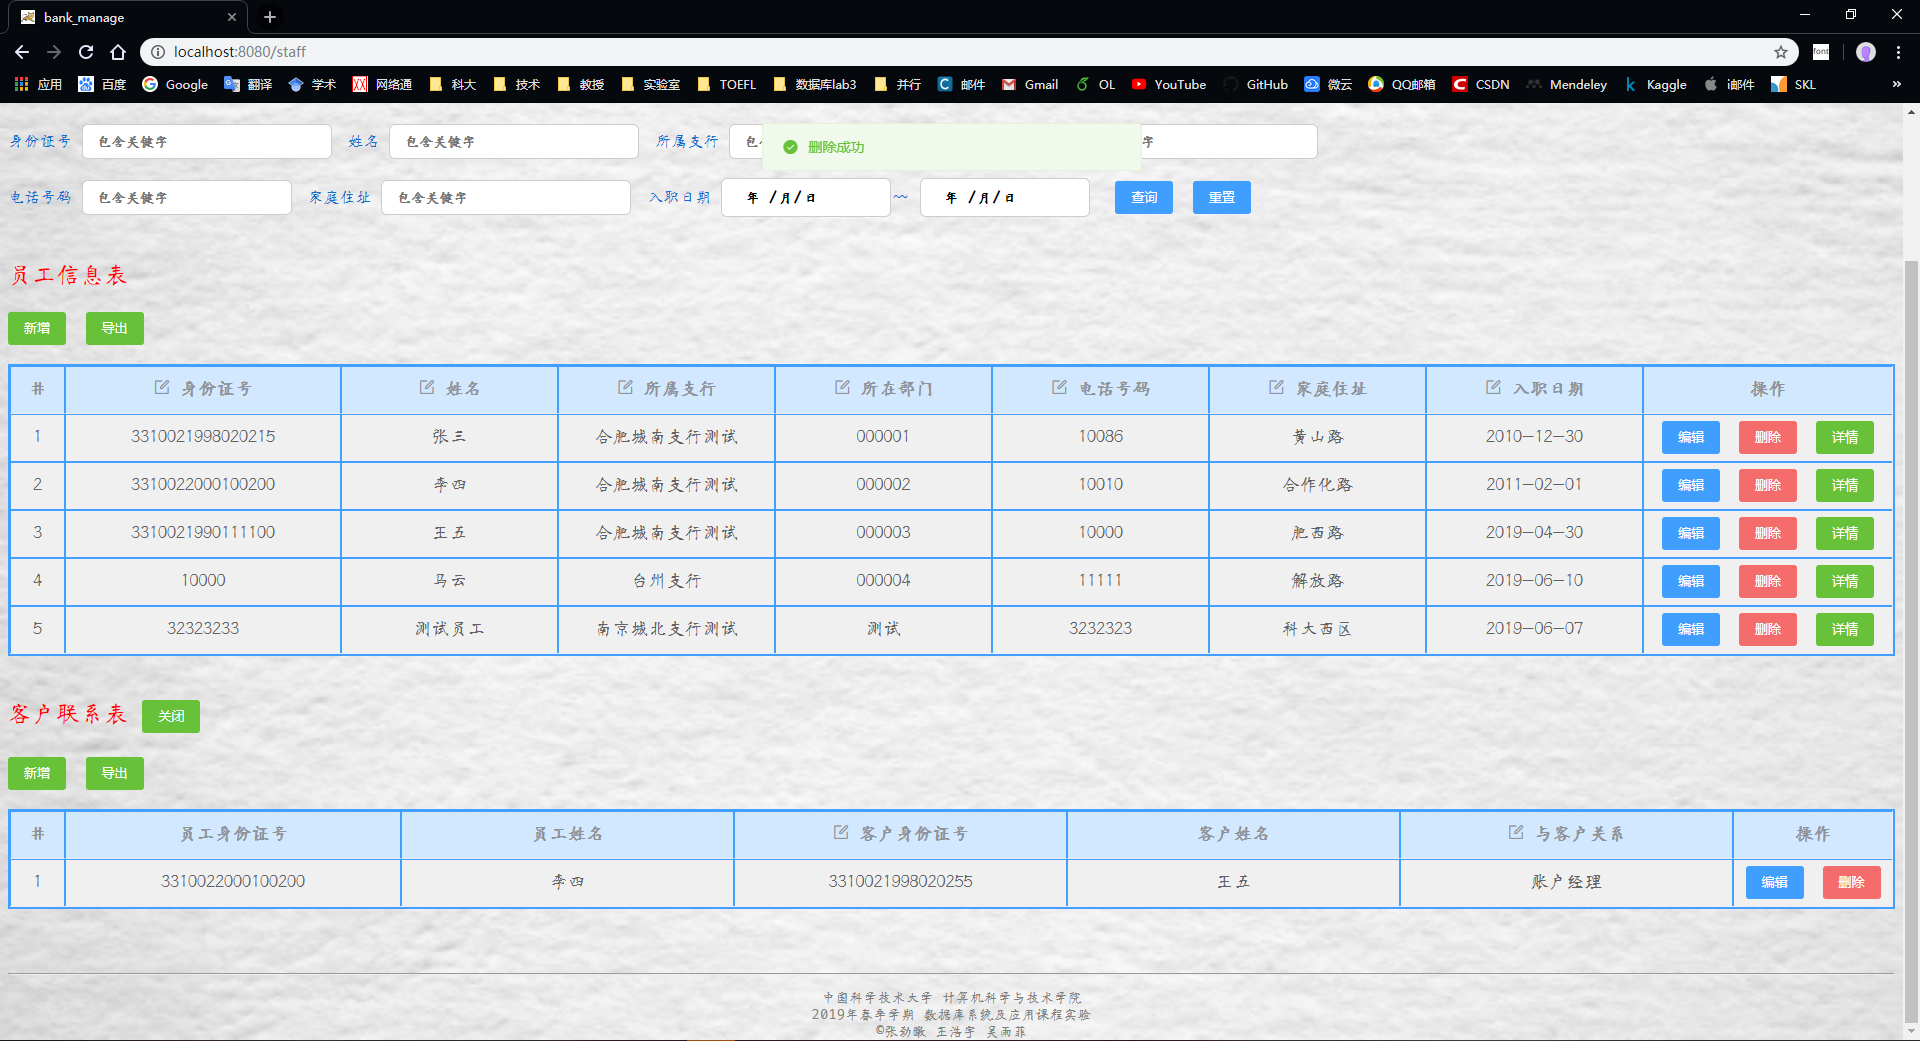 bank_manage
localhost:8080/staff
font
应用 百度 Google 翻译 学术 网络通 科大 技术 教授 实验室 TOEFL 数据库lab3 并行 邮件 Gmail OL YouTube GitHub 微云 QQ邮箱 CSDN Mendeley Kaggle i邮件 SKL »
身份证号 包含关键字 姓名 包含关键字 所属支行 包 删除成功 字
电话号码 包含关键字 家庭住址 包含关键字 入职日期 年 /月/日 ~~ 年 /月/日 查询 重置
员工信息表
新增 导出
# 身份证号 姓名 所属支行 所在部门 电话号码 家庭住址 入职日期 操作
1 3310021998020215 张三 合肥城南支行测试 000001 10086 黄山路 2010-12-30 编辑 删除 详情
2 3310022000100200 李四 合肥城南支行测试 000002 10010 合作化路 2011-02-01 编辑 删除 详情
3 3310021990111100 王五 合肥城南支行测试 000003 10000 肥西路 2019-04-30 编辑 删除 详情
4 10000 马云 台州支行 000004 11111 解放路 2019-06-10 编辑 删除 详情
5 32323233 测试员工 南京城北支行测试 测试 3232323 科大西区 2019-06-07 编辑 删除 详情
客户联系表 关闭
新增 导出
# 员工身份证号 员工姓名 客户身份证号 客户姓名 与客户关系 操作
1 3310022000100200 李四 3310021998020255 王五 账户经理 编辑 删除
中国科学技术大学 计算机科学与技术学院
2019年春季学期 数据库系统及应用课程实验
©张劲暾 王浩宇 吴雨菲